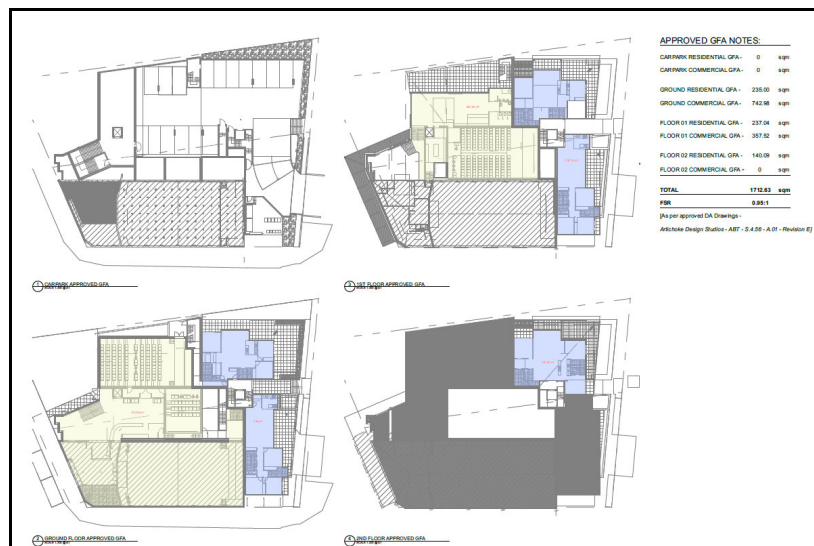 APPROVED GFA NOTES:
CARPARK RESIDENTIAL GFA - 0 sqm
CARPARK COMMERCIAL GFA - 0 sqm
GROUND RESIDENTIAL GFA - 235.00 sqm
GROUND COMMERCIAL GFA - 742.98 sqm
FLOOR 01 RESIDENTIAL GFA - 237.04 sqm
FLOOR 01 COMMERCIAL GFA - 357.52 sqm
FLOOR 02 RESIDENTIAL GFA - 140.09 sqm
FLOOR 02 COMMERCIAL GFA - 0 sqm
TOTAL 1712.63 sqm
FSR 0.95:1
[As per approved DA Drawings -
Artichoke Design Studios - ABT - S.4.56 - A.01 - Revision E]
1 CARPARK APPROVED GFA
3 1ST FLOOR APPROVED GFA
2 GROUND FLOOR APPROVED GFA
4 2ND FLOOR APPROVED GFA